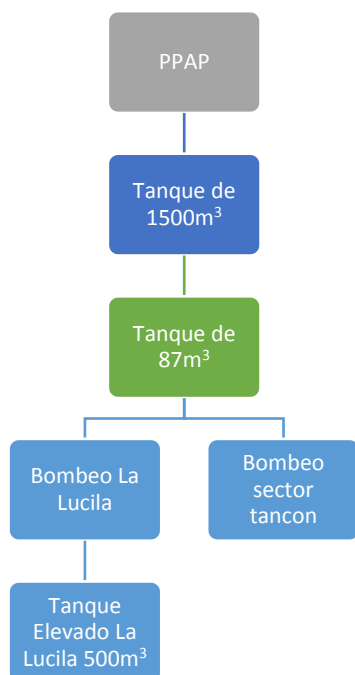 PPAP
Tanque de
1500m³
Tanque de
87m³
Bombeo La
Lucila
Bombeo
sector
tancon
Tanque
Elevado La
Lucila 500m³